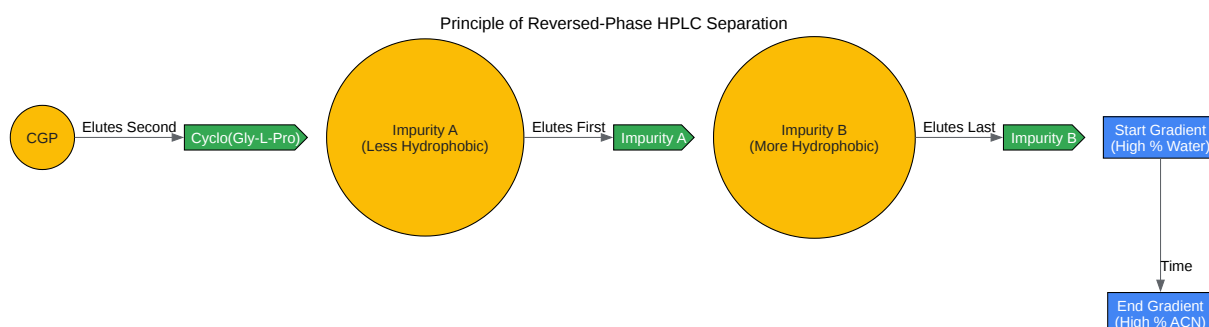 Principle of Reversed-Phase HPLC Separation
CGP
Elutes Second
Cyclo(Gly-L-Pro)
Impurity A
(Less Hydrophobic)
Elutes First
Impurity A
Impurity B
(More Hydrophobic)
Elutes Last
Impurity B
Start Gradient
(High % Water)
Time
End Gradient
(High % ACN)